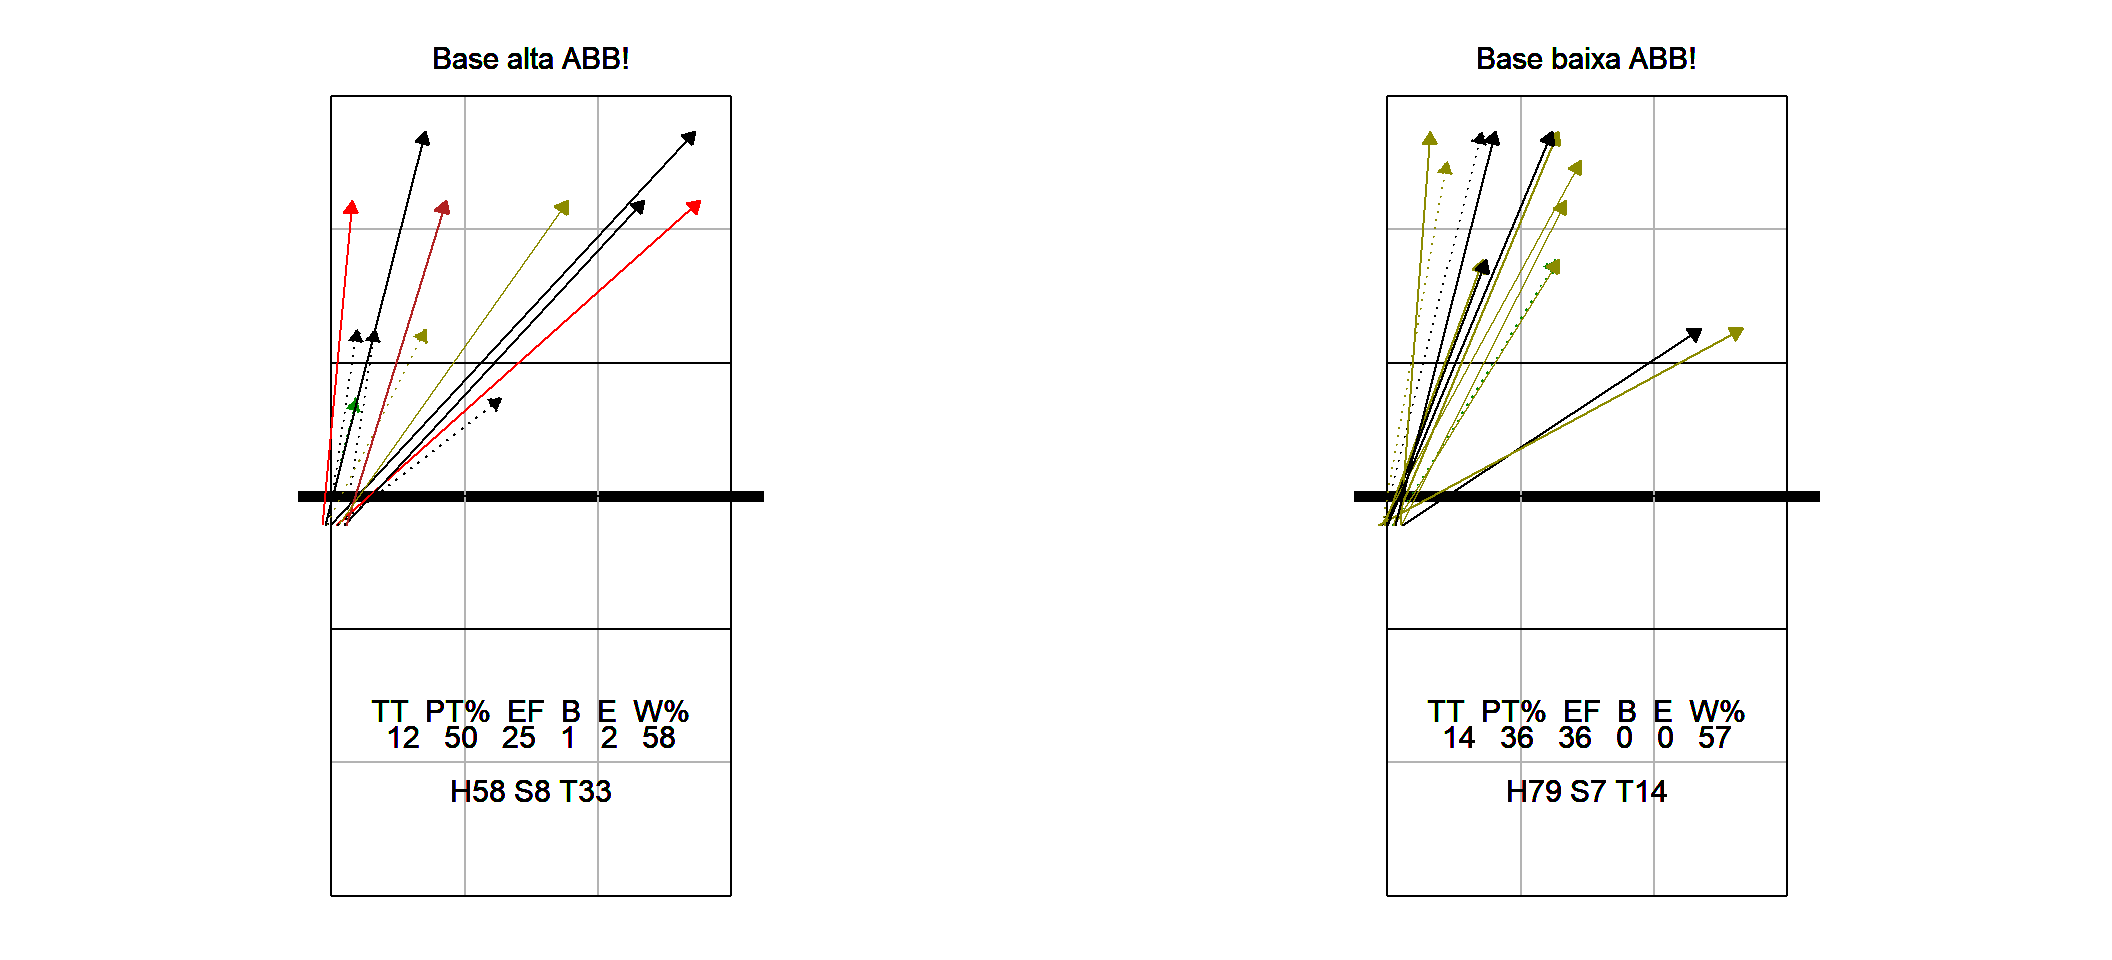 Base alta ABB!
TT PT% EF B E W%
12 50 25 1 2 58
H58 S8 T33
Base baixa ABB!
TT PT% EF B E W%
14 36 36 0 0 57
H79 S7 T14